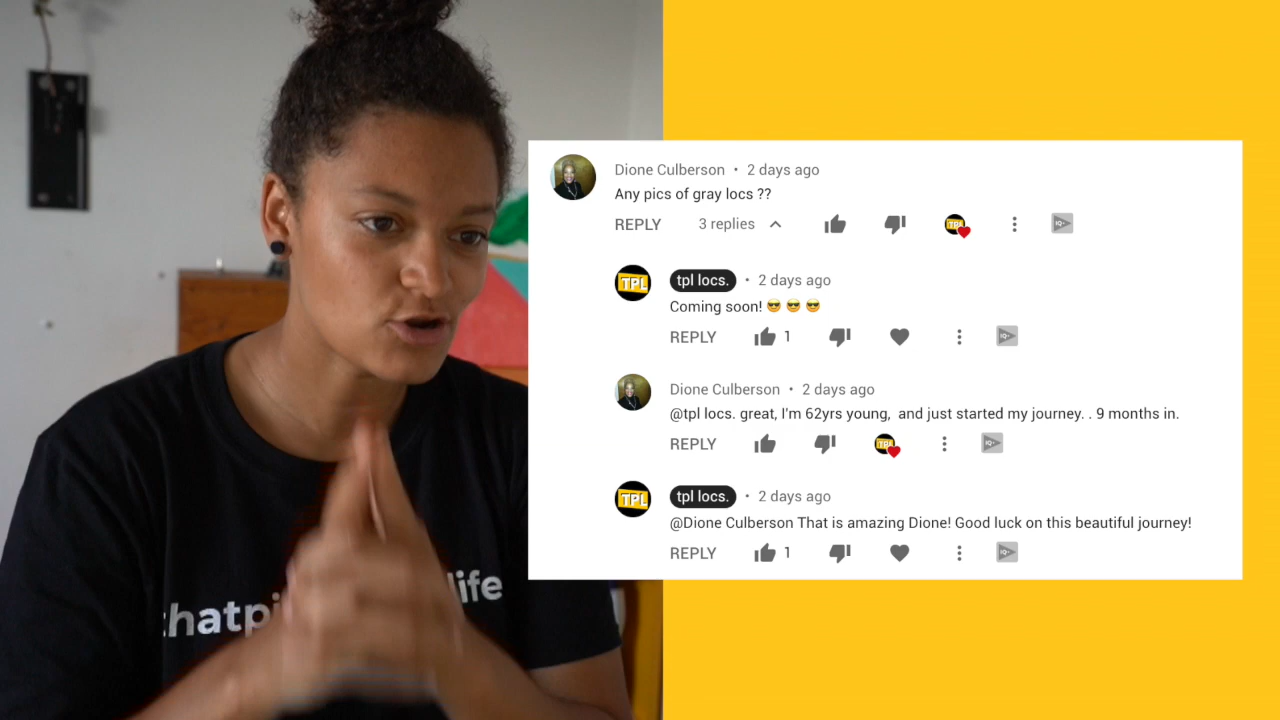 Dione Culberson • 2 days ago
Any pics of gray locs ??
REPLY 3 replies
TPL
tpl locs. • 2 days ago
Coming soon! 😎 😎 😎
REPLY 1
Dione Culberson • 2 days ago
@tpl locs. great, I'm 62yrs young, and just started my journey. . 9 months in.
REPLY
TPL
tpl locs. • 2 days ago
@Dione Culberson That is amazing Dione! Good luck on this beautiful journey!
REPLY 1
life